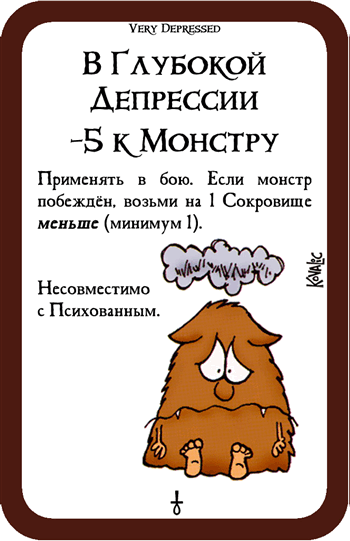 Very Depressed
В Глубокой
Депрессии
-5 к Монстру
Применять в бою. Если монстр
побеждён, возьми на 1 Сокровище
меньше (минимум 1).
Несовместимо
с Психованным.
Kovalic